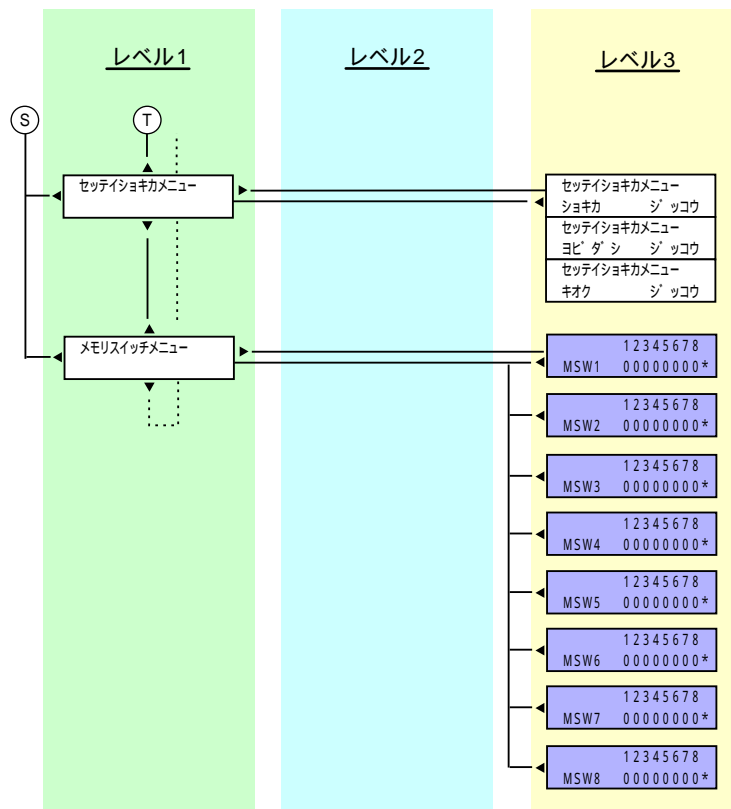 レベル1
レベル2
レベル3
S
T
セッテイショキカメニュー
セッテイショキカメニュー
ショキカ ジッコウ
セッテイショキカメニュー
ヨビダシ ジッコウ
セッテイショキカメニュー
キオク ジッコウ
メモリスイッチメニュー
12345678
MSW1 00000000*
12345678
MSW2 00000000*
12345678
MSW3 00000000*
12345678
MSW4 00000000*
12345678
MSW5 00000000*
12345678
MSW6 00000000*
12345678
MSW7 00000000*
12345678
MSW8 00000000*